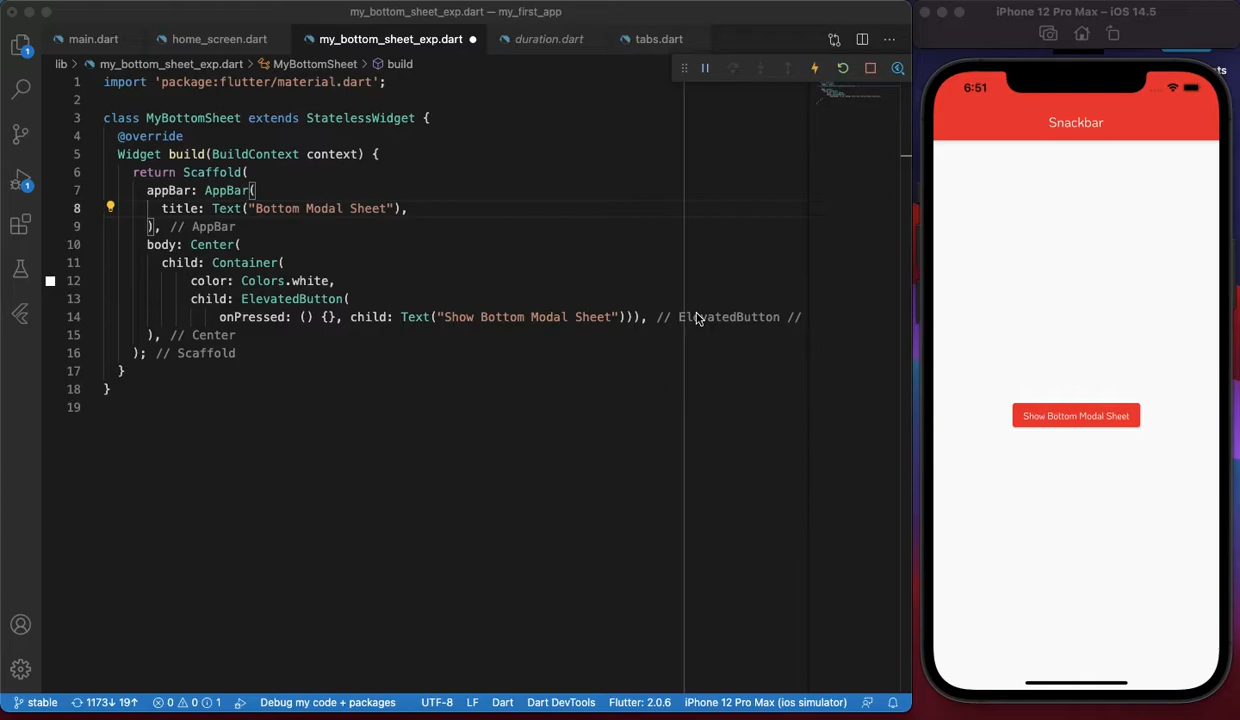 my_bottom_sheet_exp.dart — my_first_app
main.dart
home_screen.dart
my_bottom_sheet_exp.dart
duration.dart
tabs.dart
lib > my_bottom_sheet_exp.dart > MyBottomSheet > build
1 import 'package:flutter/material.dart';
2
3 class MyBottomSheet extends StatelessWidget {
4 @override
5 Widget build(BuildContext context) {
6 return Scaffold(
7 appBar: AppBar(
8 title: Text("Bottom Modal Sheet"),
9 ), // AppBar
10 body: Center(
11 child: Container(
12 color: Colors.white,
13 child: ElevatedButton(
14 onPressed: () {}, child: Text("Show Bottom Modal Sheet"))), // ElevatedButton //
15 ), // Center
16 ); // Scaffold
17 }
18 }
19
1
1
stable
1173↓ 19↑
0 0 1
Debug my code + packages
UTF-8
LF
Dart
Dart DevTools
Flutter: 2.0.6
iPhone 12 Pro Max (ios simulator)
iPhone 12 Pro Max – iOS 14.5
ts
6:51
Snackbar
Show Bottom Modal Sheet